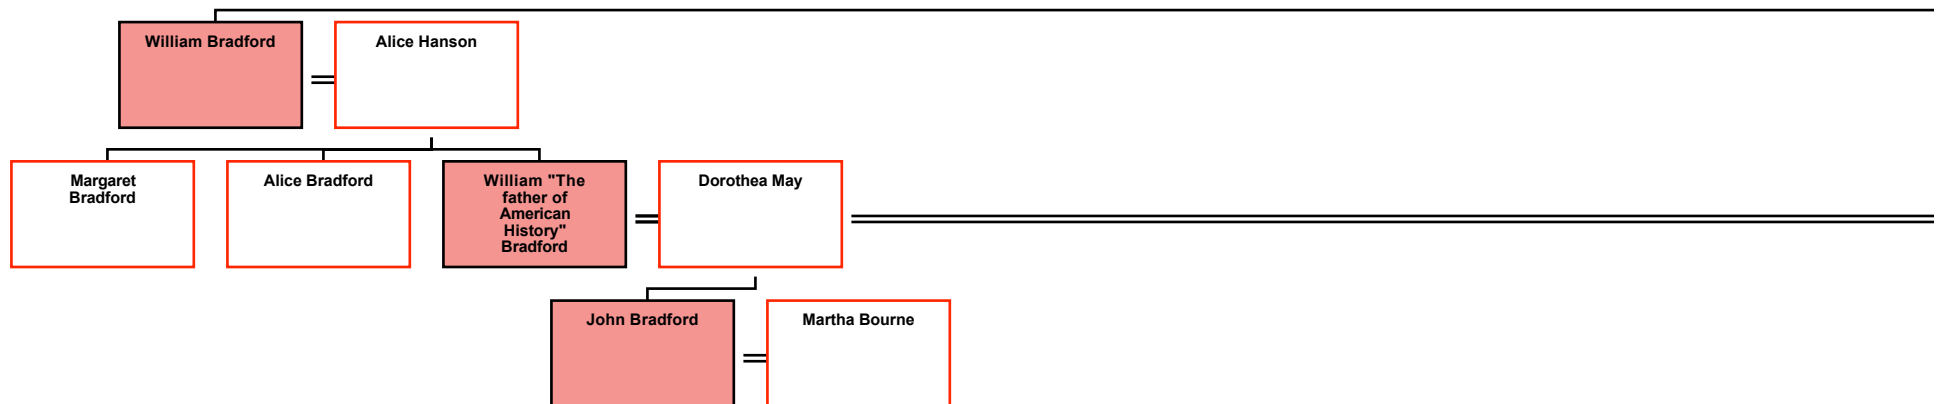 William Bradford
Alice Hanson
Margaret
Bradford
Alice Bradford
William "The
father of
American
History"
Bradford
Dorothea May
John Bradford
Martha Bourne